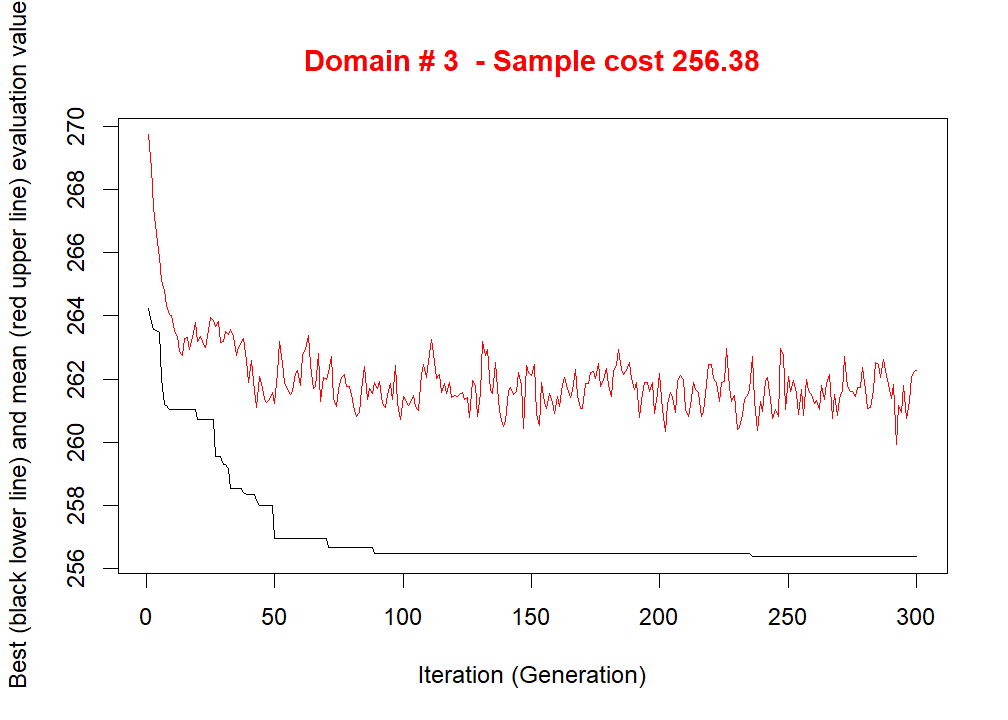 Domain # 3  - Sample cost 256.38
Best (black lower line) and mean (red upper line) evaluation value
270
268
266
264
262
260
258
256
0 50 100 150 200 250 300
Iteration (Generation)